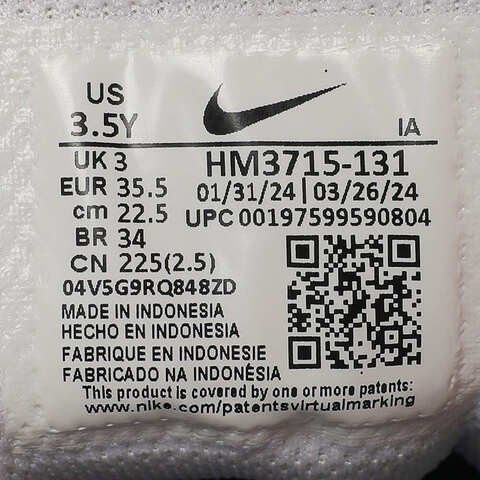 US
3.5Y
IA
UK 3
EUR 35.5
cm 22.5
BR 34
CN 225(2.5)
HM3715-131
01/31/24 | 03/26/24
UPC 00197599590804
04V5G9RQ848ZD
MADE IN INDONESIA
HECHO EN INDONESIA
FABRIQUE EN INDONESIE
FABRICADO NA INDONÉSIA
This product is covered by one or more patents:
www.nike.com/patentsvirtualmarking